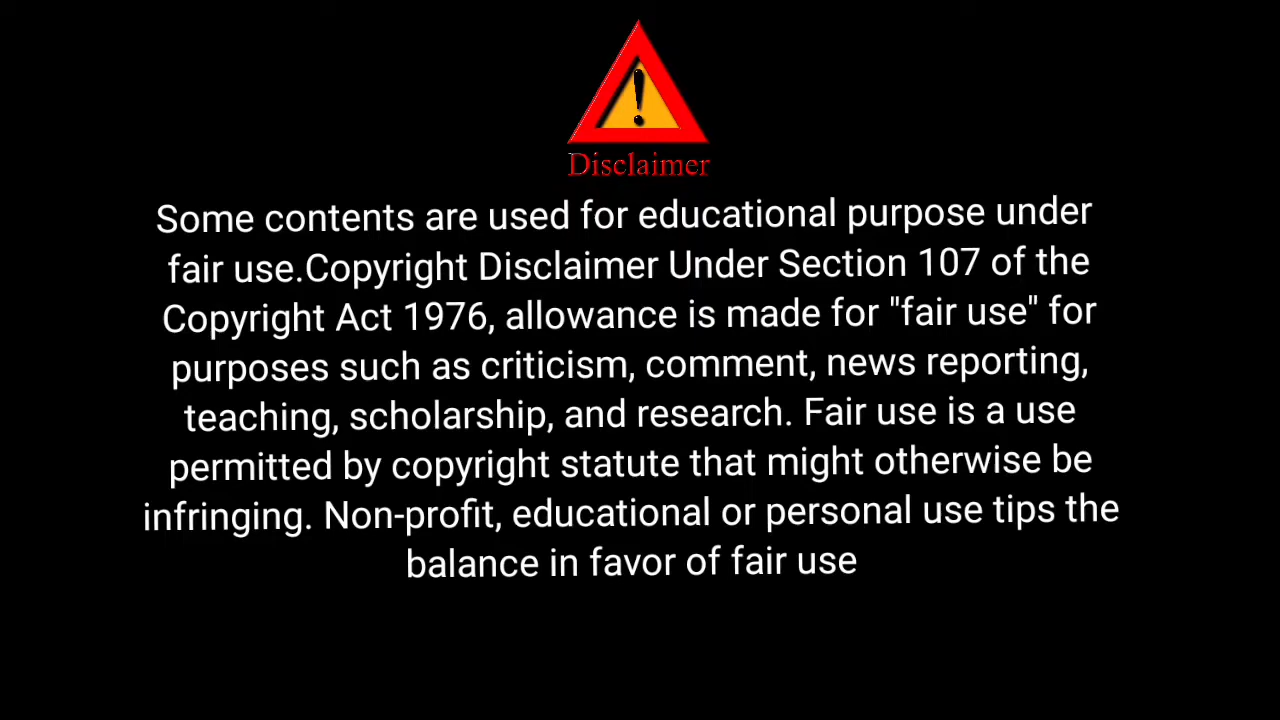 Disclaimer
Some contents are used for educational purpose under
fair use.Copyright Disclaimer Under Section 107 of the
Copyright Act 1976, allowance is made for "fair use" for
purposes such as criticism, comment, news reporting,
teaching, scholarship, and research. Fair use is a use
permitted by copyright statute that might otherwise be
infringing. Non-profit, educational or personal use tips the
balance in favor of fair use